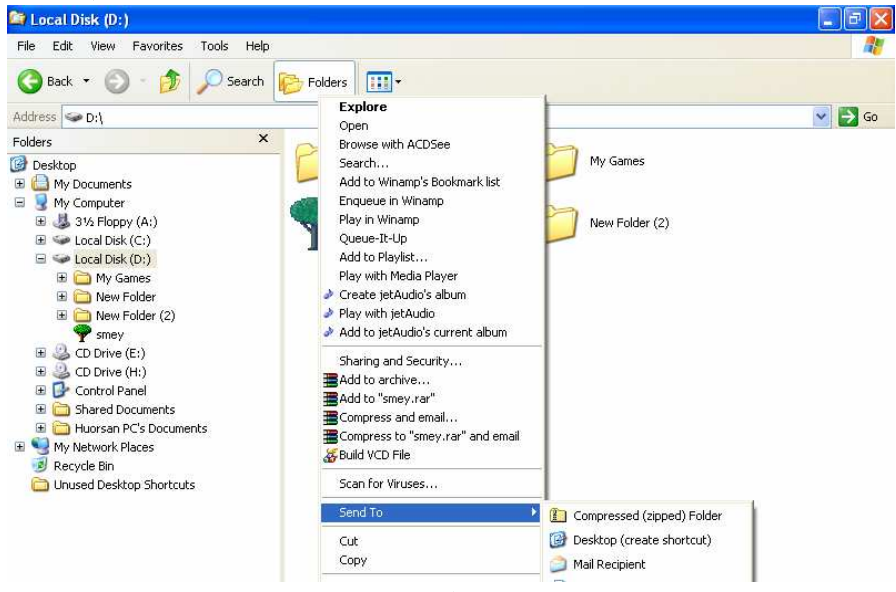 Local Disk (D:)
File Edit View Favorites Tools Help
Back Search Folders
Address D:\ Go
Folders x
Desktop
My Documents
My Computer
3½ Floppy (A:)
Local Disk (C:)
Local Disk (D:)
My Games
New Folder
New Folder (2)
smey
CD Drive (E:)
CD Drive (H:)
Control Panel
Shared Documents
Huorsan PC's Documents
My Network Places
Recycle Bin
Unused Desktop Shortcuts
Explore
Open
Browse with ACDSee
Search...
Add to Winamp's Bookmark list
Enqueue in Winamp
Play in Winamp
Queue-It-Up
Add to Playlist...
Play with Media Player
Create jetAudio's album
Play with jetAudio
Add to jetAudio's current album
Sharing and Security...
Add to archive...
Add to "smey.rar"
Compress and email...
Compress to "smey.rar" and email
Build VCD File
Scan for Viruses...
Send To
Cut
Copy
My Games
New Folder (2)
Compressed (zipped) Folder
Desktop (create shortcut)
Mail Recipient